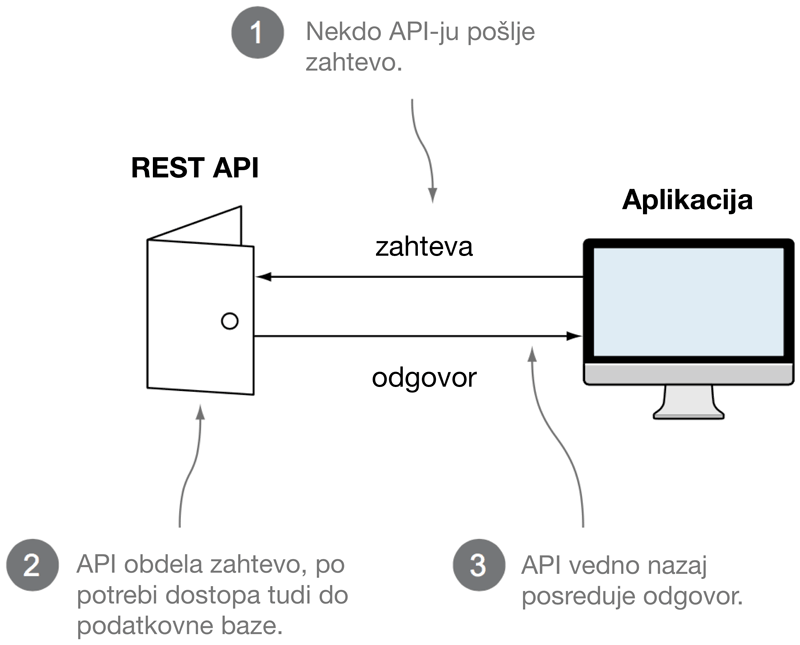 1
Nekdo API-ju pošlje
zahtevo.
REST API
Aplikacija
zahteva
odgovor
2
API obdela zahtevo, po
potrebi dostopa tudi do
podatkovne baze.
3
API vedno nazaj
posreduje odgovor.